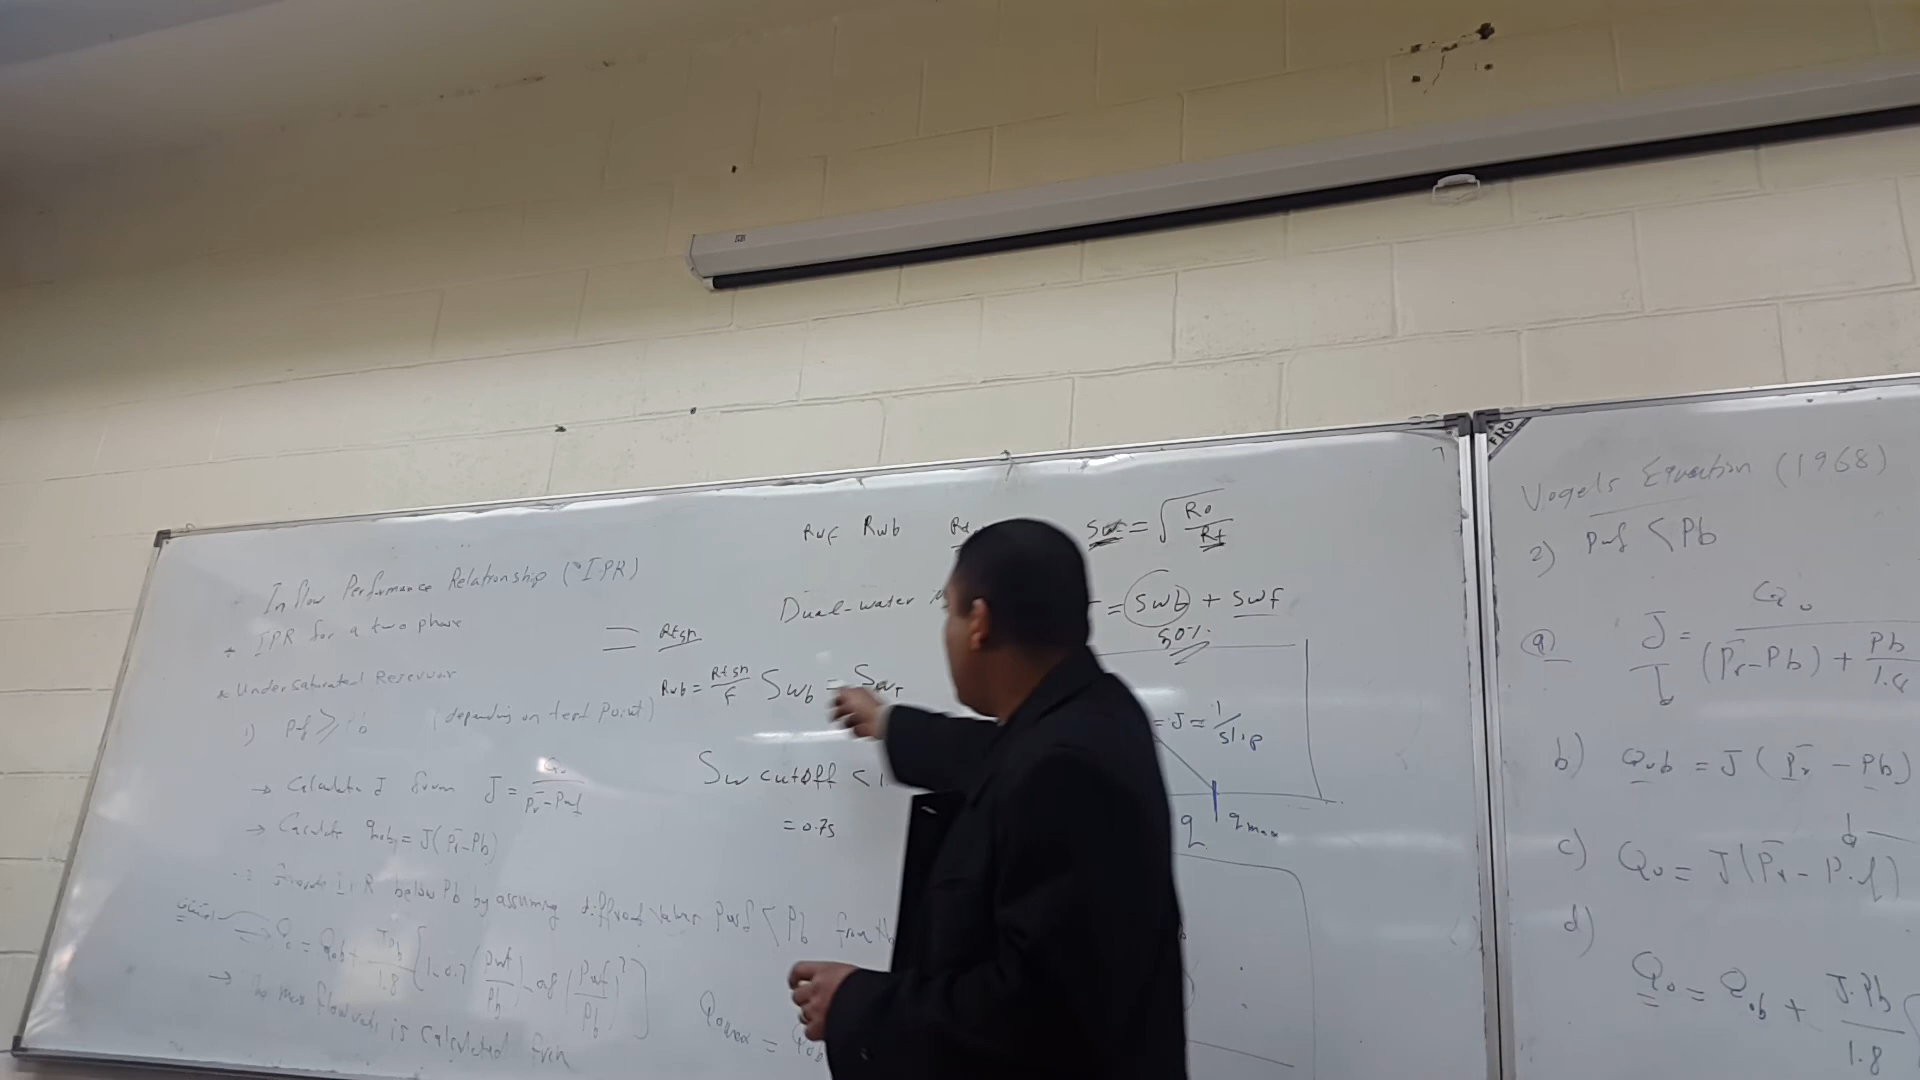 Inflow Performance Relationship (IPR)
* IPR for a two phase
* Undersaturated Reservoir
1) Pwf ≥ Pb (depending on test point)
→ Calculate J from J = Qo / (P̄r - Pwf)
→ Calculate qob = J(P̄r - Pb)
IPR below Pb by assuming different values Pwf < Pb from
Qo = Qob + JPb / 1.8 [1 - 0.2 (Pwf / Pb) - 0.8 (Pwf / Pb)²]
→ The max flowrate is calculated from
Qomax = Qob
Rwf Rwb
Sw = √(Ro / Rt)
Dual-water
= Swb + Swf
50%
= Rtsh
Rwb = Rtsh / F
Swb =
Sw cutoff < 1
= 0.75
= J = 1 / slip
q
qmax
FRD
Vogels Equation (1968)
2) Pwf < Pb
a) J = Qo / (P̄r - Pb) + Pb / 1.8
b) Qob = J (P̄r - Pb)
c) Qo = J (P̄r - Pwf)
d)
Qo = Qob + J.Pb / 1.8